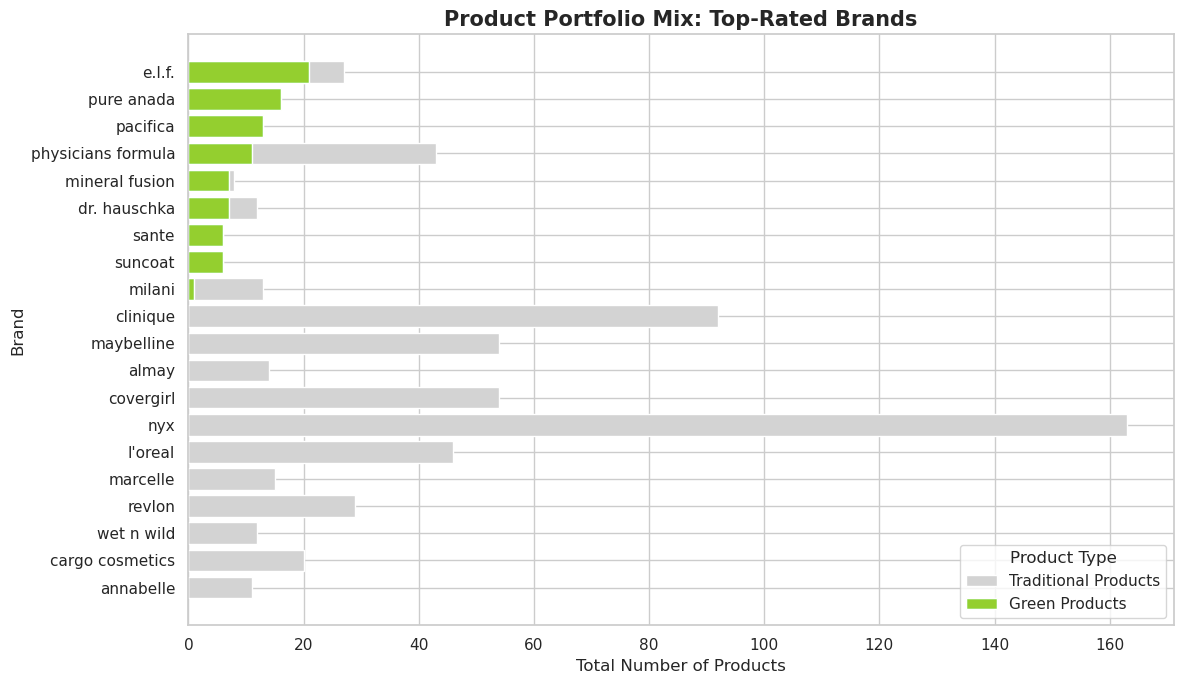 Product Portfolio Mix: Top-Rated Brands
e.l.f.
pure anada
pacifica
physicians formula
mineral fusion
dr. hauschka
sante
suncoat
milani
clinique
maybelline
almay
covergirl
nyx
l'oreal
marcelle
revlon
wet n wild
cargo cosmetics
annabelle
Brand
Product Type
Traditional Products
Green Products
0 20 40 60 80 100 120 140 160
Total Number of Products